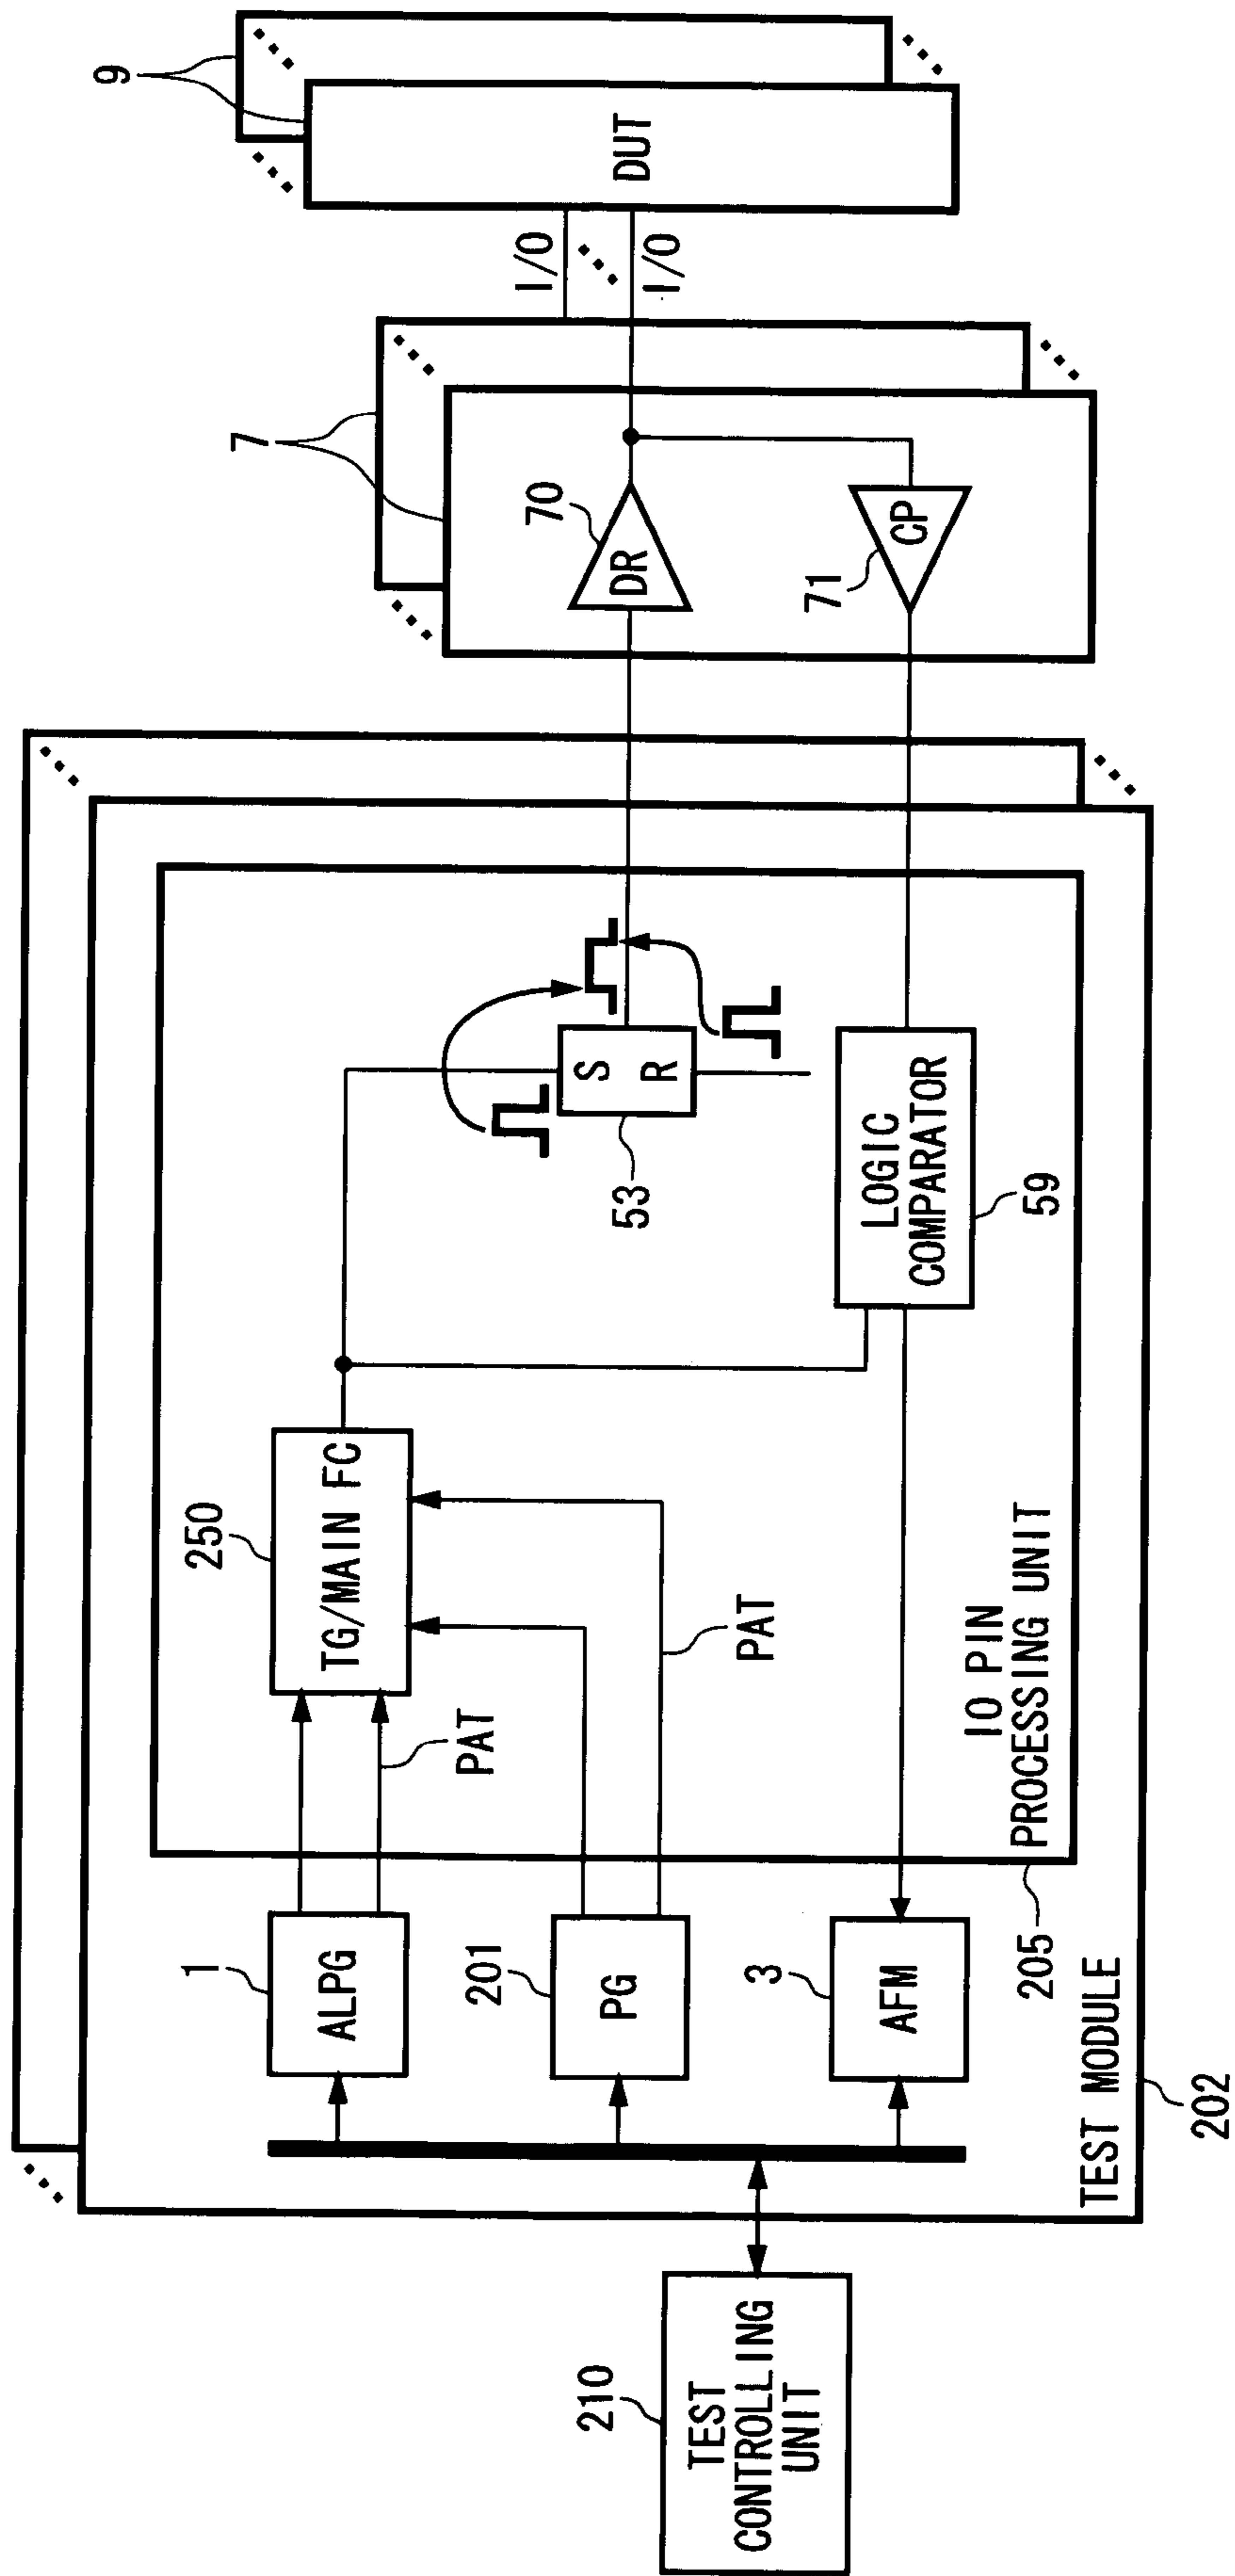 210
TEST
CONTROLLING
UNIT
TEST MODULE
202
1
ALPG
201
PG
3
AFM
205
IO PIN
PROCESSING UNIT
PAT
PAT
250
TG/MAIN FC
53
S
R
LOGIC
COMPARATOR
59
7
70
DR
71
CP
I/O
I/O
9
DUT